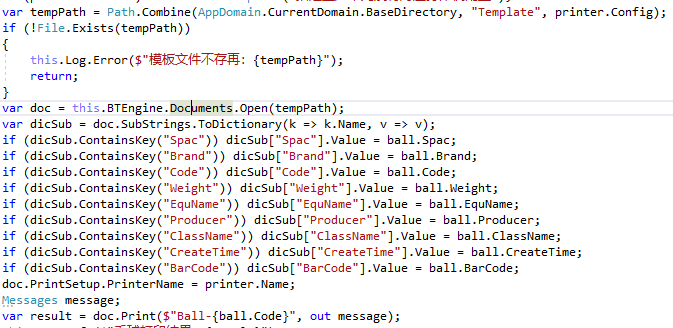 var tempPath = Path.Combine(AppDomain.CurrentDomain.BaseDirectory, "Template", printer.Config);
if (!File.Exists(tempPath))
{
this.Log.Error($"模板文件不存再: {tempPath}");
return;
}
var doc = this.BTEngine.Documents.Open(tempPath);
var dicSub = doc.SubStrings.ToDictionary(k => k.Name, v => v);
if (dicSub.ContainsKey("Spac")) dicSub["Spac"].Value = ball.Spac;
if (dicSub.ContainsKey("Brand")) dicSub["Brand"].Value = ball.Brand;
if (dicSub.ContainsKey("Code")) dicSub["Code"].Value = ball.Code;
if (dicSub.ContainsKey("Weight")) dicSub["Weight"].Value = ball.Weight;
if (dicSub.ContainsKey("EquName")) dicSub["EquName"].Value = ball.EquName;
if (dicSub.ContainsKey("Producer")) dicSub["Producer"].Value = ball.Producer;
if (dicSub.ContainsKey("ClassName")) dicSub["ClassName"].Value = ball.ClassName;
if (dicSub.ContainsKey("CreateTime")) dicSub["CreateTime"].Value = ball.CreateTime;
if (dicSub.ContainsKey("BarCode")) dicSub["BarCode"].Value = ball.BarCode;
doc.PrintSetup.PrinterName = printer.Name;
Messages message;
var result = doc.Print($"Ball-{ball.Code}", out message);